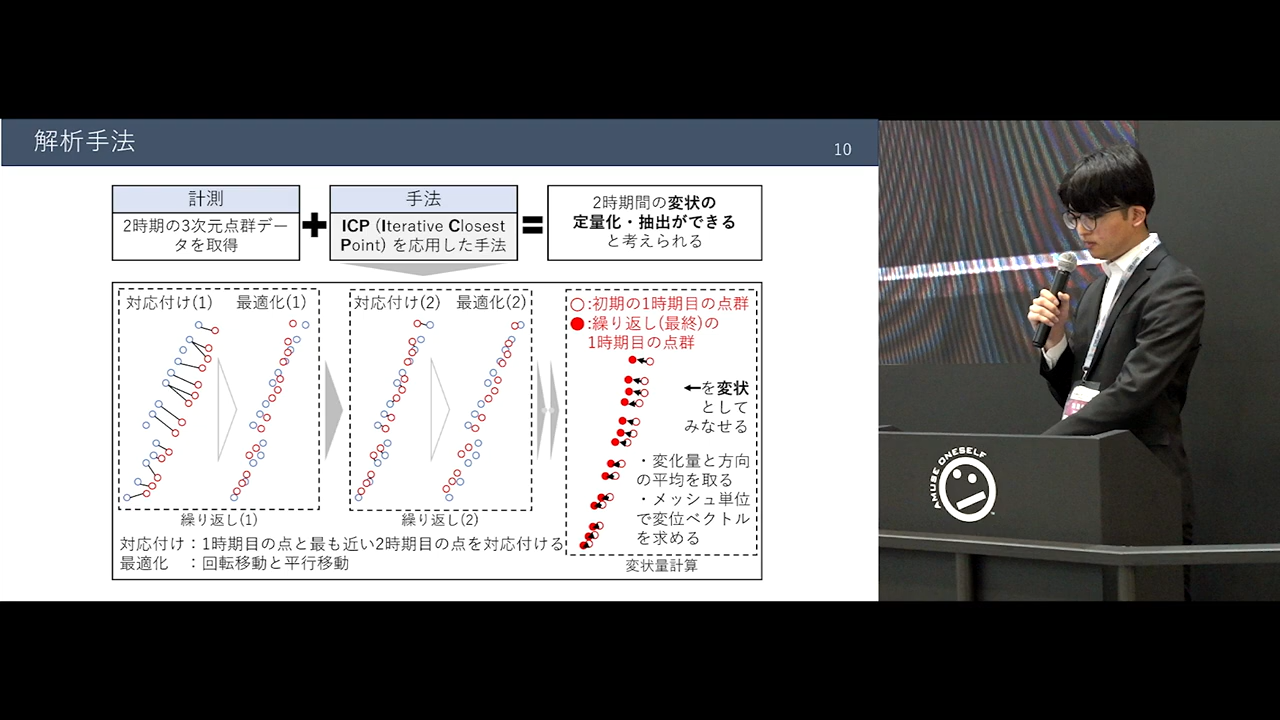 解析手法
10
計測
2時期の3次元点群デー
タを取得
手法
ICP (Iterative Closest
Point) を応用した手法
2時期間の変状の
定量化・抽出ができる
と考えられる
対応付け(1) 最適化(1)
繰り返し(1)
対応付け(2) 最適化(2)
繰り返し(2)
:初期の1時期目の点群
:繰り返し(最終)の
1時期目の点群
←を変状
として
みなせる
・変化量と方向
の平均を取る
・メッシュ単位
で変位ベクトル
を求める
変状量計算
対応付け：1時期目の点と最も近い2時期目の点を対応付ける
最適化　：回転移動と平行移動
AMUSE ONESELF